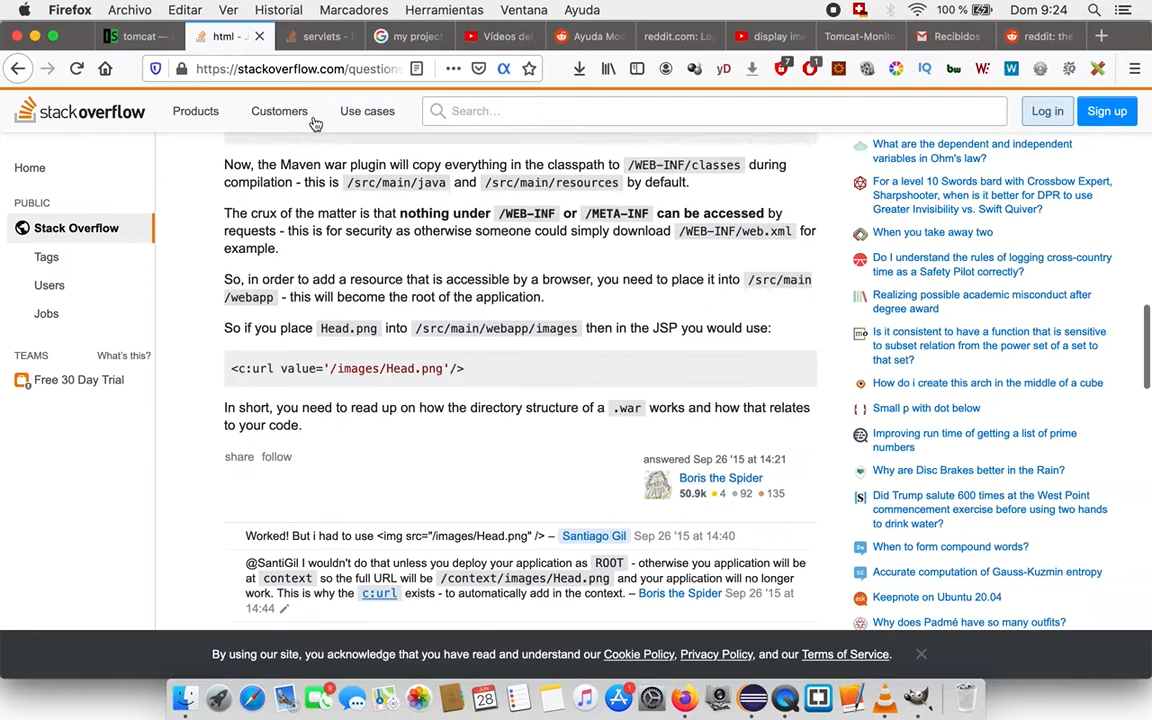 Firefox Archivo Editar Ver Historial Marcadores Herramientas Ventana Ayuda 100 % Dom 9:24
tomcat — html - servlets - my project Vídeos del Ayuda Mo reddit.com: Lo display im Tomcat-Monito Recibidos reddit: the
https://stackoverflow.com/question
yD 7 1 IQ bw W: W
stackoverflow Products Customers Use cases Search... Log in Sign up
Home
PUBLIC
Stack Overflow
Tags
Users
Jobs
TEAMS What's this?
Free 30 Day Trial
Now, the Maven war plugin will copy everything in the classpath to /WEB-INF/classes during
compilation - this is /src/main/java and /src/main/resources by default.
The crux of the matter is that nothing under /WEB-INF or /META-INF can be accessed by
requests - this is for security as otherwise someone could simply download /WEB-INF/web.xml for
example.
So, in order to add a resource that is accessible by a browser, you need to place it into /src/main
/webapp - this will become the root of the application.
So if you place Head.png into /src/main/webapp/images then in the JSP you would use:
<c:url value='/images/Head.png'/>
In short, you need to read up on how the directory structure of a .war works and how that relates
to your code.
share follow
answered Sep 26 '15 at 14:21
Boris the Spider
50.9k 4 92 135
Worked! But i had to use <img src="/images/Head.png" /> – Santiago Gil Sep 26 '15 at 14:40
@SantiGil I wouldn't do that unless you deploy your application as ROOT - otherwise you application will be
at context so the full URL will be /context/images/Head.png and your application will no longer
work. This is why the c:url exists - to automatically add in the context. – Boris the Spider Sep 26 '15 at
14:44
What are the dependent and independent
variables in Ohm's law?
For a level 10 Swords bard with Crossbow Expert,
Sharpshooter, when is it better for DPR to use
Greater Invisibility vs. Swift Quiver?
When you take away two
Do I understand the rules of logging cross-country
time as a Safety Pilot correctly?
Realizing possible academic misconduct after
degree award
Is it consistent to have a function that is sensitive
to subset relation from the power set of a set to
that set?
How do i create this arch in the middle of a cube
Small p with dot below
Improving run time of getting a list of prime
numbers
Why are Disc Brakes better in the Rain?
Did Trump salute 600 times at the West Point
commencement exercise before using two hands
to drink water?
When to form compound words?
Accurate computation of Gauss-Kuzmin entropy
Keepnote on Ubuntu 20.04
Why does Padmé have so many outfits?
By using our site, you acknowledge that you have read and understand our Cookie Policy, Privacy Policy, and our Terms of Service.
JUN 28